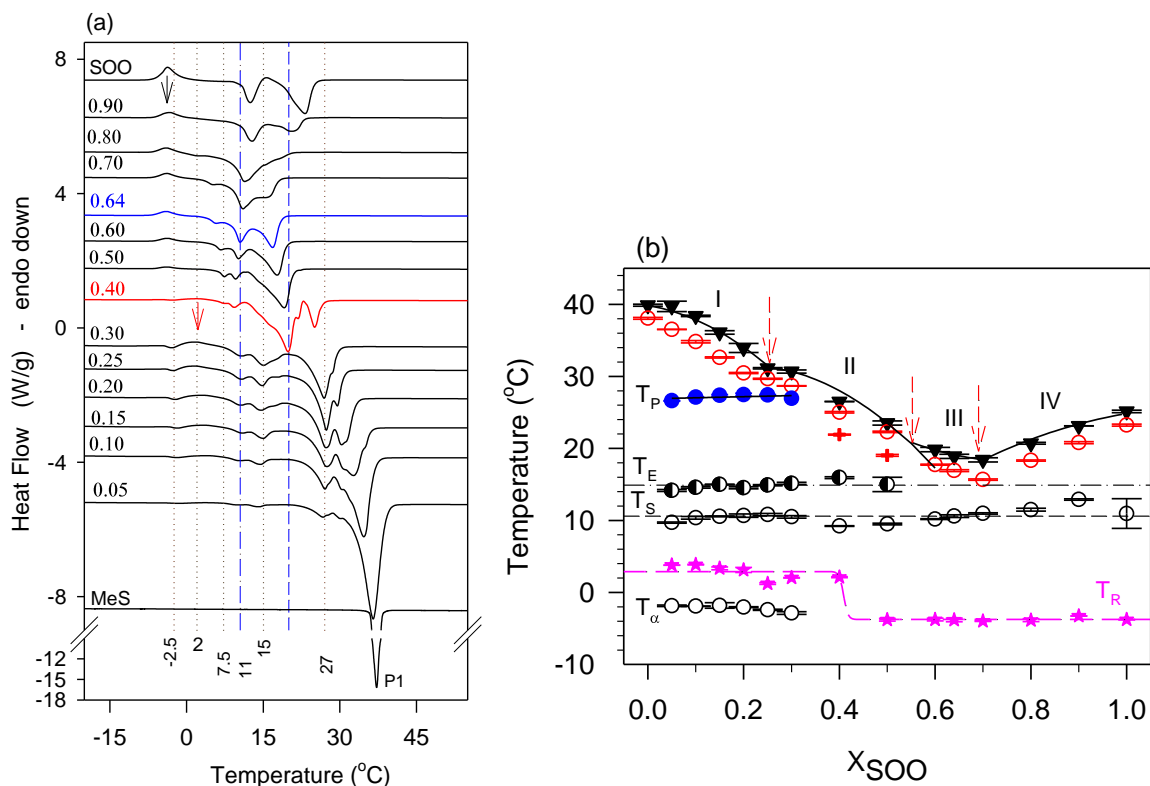 (a)
8
4
0
-4
-8
-12
-15
-18
Heat Flow (W/g) - endo down
SOO
0.90
0.80
0.70
0.64
0.60
0.50
0.40
0.30
0.25
0.20
0.15
0.10
0.05
MeS
-2.5
2
7.5
11
15
27
P1
-15 0 15 30 45
Temperature (°C)
(b)
40
30
20
10
0
-10
Temperature (°C)
I
II
III
IV
T_P
T_E
T_S
T_R
T_α
0.0 0.2 0.4 0.6 0.8 1.0
X_SOO